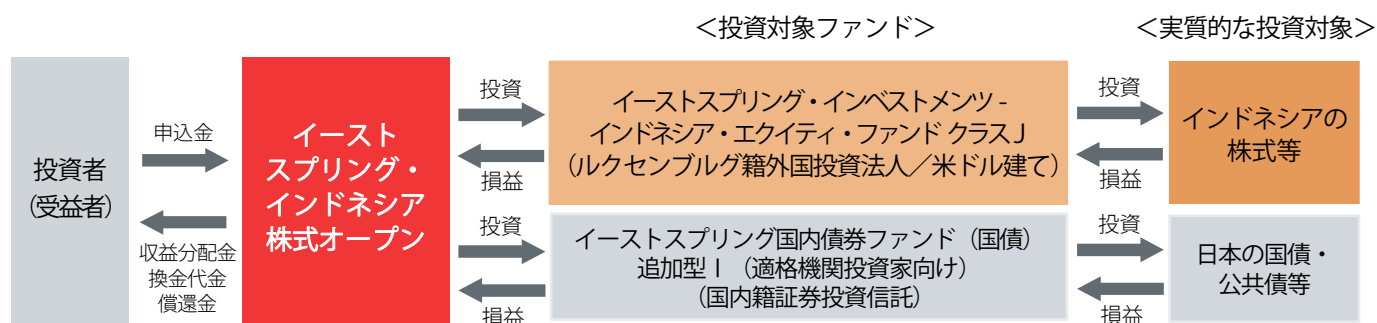 ＜投資対象ファンド＞
＜実質的な投資対象＞
投資者
（受益者）
申込金
収益分配金
換金代金
償還金
イースト
スプリング・
インドネシア
株式オープン
投資
損益
イーストスプリング・インベストメンツ -
インドネシア・エクイティ・ファンド クラスJ
（ルクセンブルグ籍外国投資法人／米ドル建て）
投資
損益
インドネシアの
株式等
投資
損益
イーストスプリング国内債券ファンド（国債）
追加型Ⅰ（適格機関投資家向け）
（国内籍証券投資信託）
投資
損益
日本の国債・
公共債等